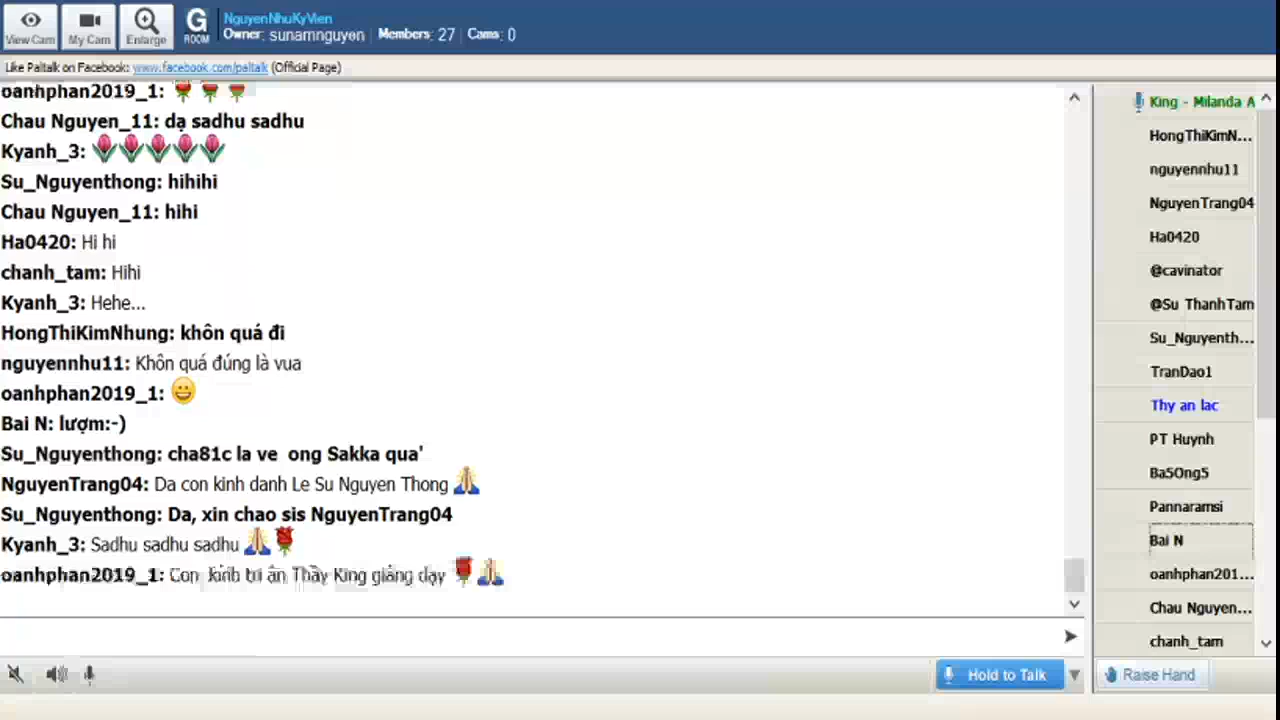 View Cam
My Cam
Enlarge
G
ROOM
NguyenNhuKyVien
Owner: sunamnguyen | Members: 27 | Cams: 0
Like Paltalk on Facebook: www.facebook.com/paltalk (Official Page)
oanhphan2019_1:
Chau Nguyen_11: dạ sadhu sadhu
Kyanh_3:
Su_Nguyenthong: hihihi
Chau Nguyen_11: hihi
Ha0420: Hi hi
chanh_tam: Hihi
Kyanh_3: Hehe...
HongThiKimNhung: khôn quá đi
nguyennhu11: Khôn quá đúng là vua
oanhphan2019_1:
Bai N: lượm:-)
Su_Nguyenthong: cha81c la ve ong Sakka qua'
NguyenTrang04: Da con kinh danh Le Su Nguyen Thong
Su_Nguyenthong: Da, xin chao sis NguyenTrang04
Kyanh_3: Sadhu sadhu sadhu
oanhphan2019_1: Con kính tri ân Thầy King giảng dạy
King - Milanda A
HongThiKimN...
nguyennhu11
NguyenTrang04
Ha0420
@cavinator
@Su ThanhTam
Su_Nguyenth...
TranDao1
Thy an lac
PT Huynh
Ba5Ong5
Pannaramsi
Bai N
oanhphan201...
Chau Nguyen...
chanh_tam
Hold to Talk
Raise Hand